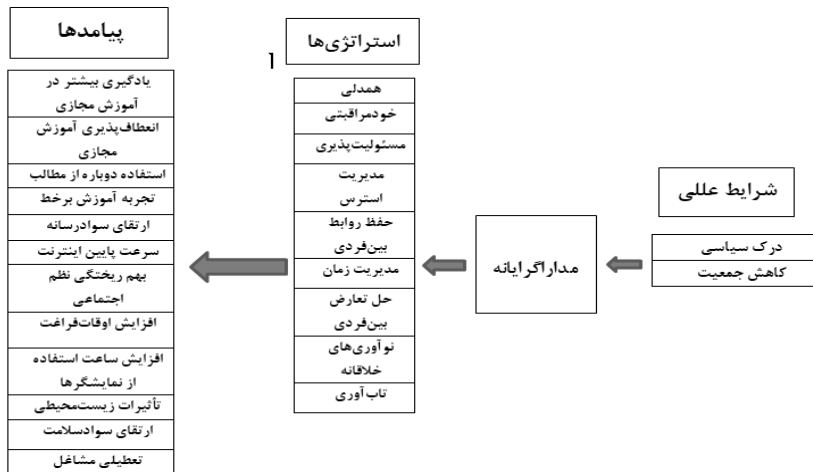 شرایط عللی
درک سیاسی
کاهش جمعیت
مداراگرایانه
استراتژی‌ها
همدلی
خودمراقبتی
مسئولیت‌پذیری
مدیریت
استرس
حفظ روابط
بین‌فردی
مدیریت زمان
حل تعارض
بین‌فردی
نوآوری‌های
خلاقانه
تاب‌آوری
پیامدها
یادگیری بیشتر در
آموزش مجازی
انعطاف‌پذیری آموزش
مجازی
استفاده دوباره از مطالب
تجربه آموزش برخط
ارتقای سوادرسانه
سرعت پایین اینترنت
بهم ریختگی نظم
اجتماعی
افزایش اوقات‌فراغت
افزایش ساعت استفاده
از نمایشگرها
تأثیرات زیست‌محیطی
ارتقای سوادسلامت
تعطیلی مشاغل